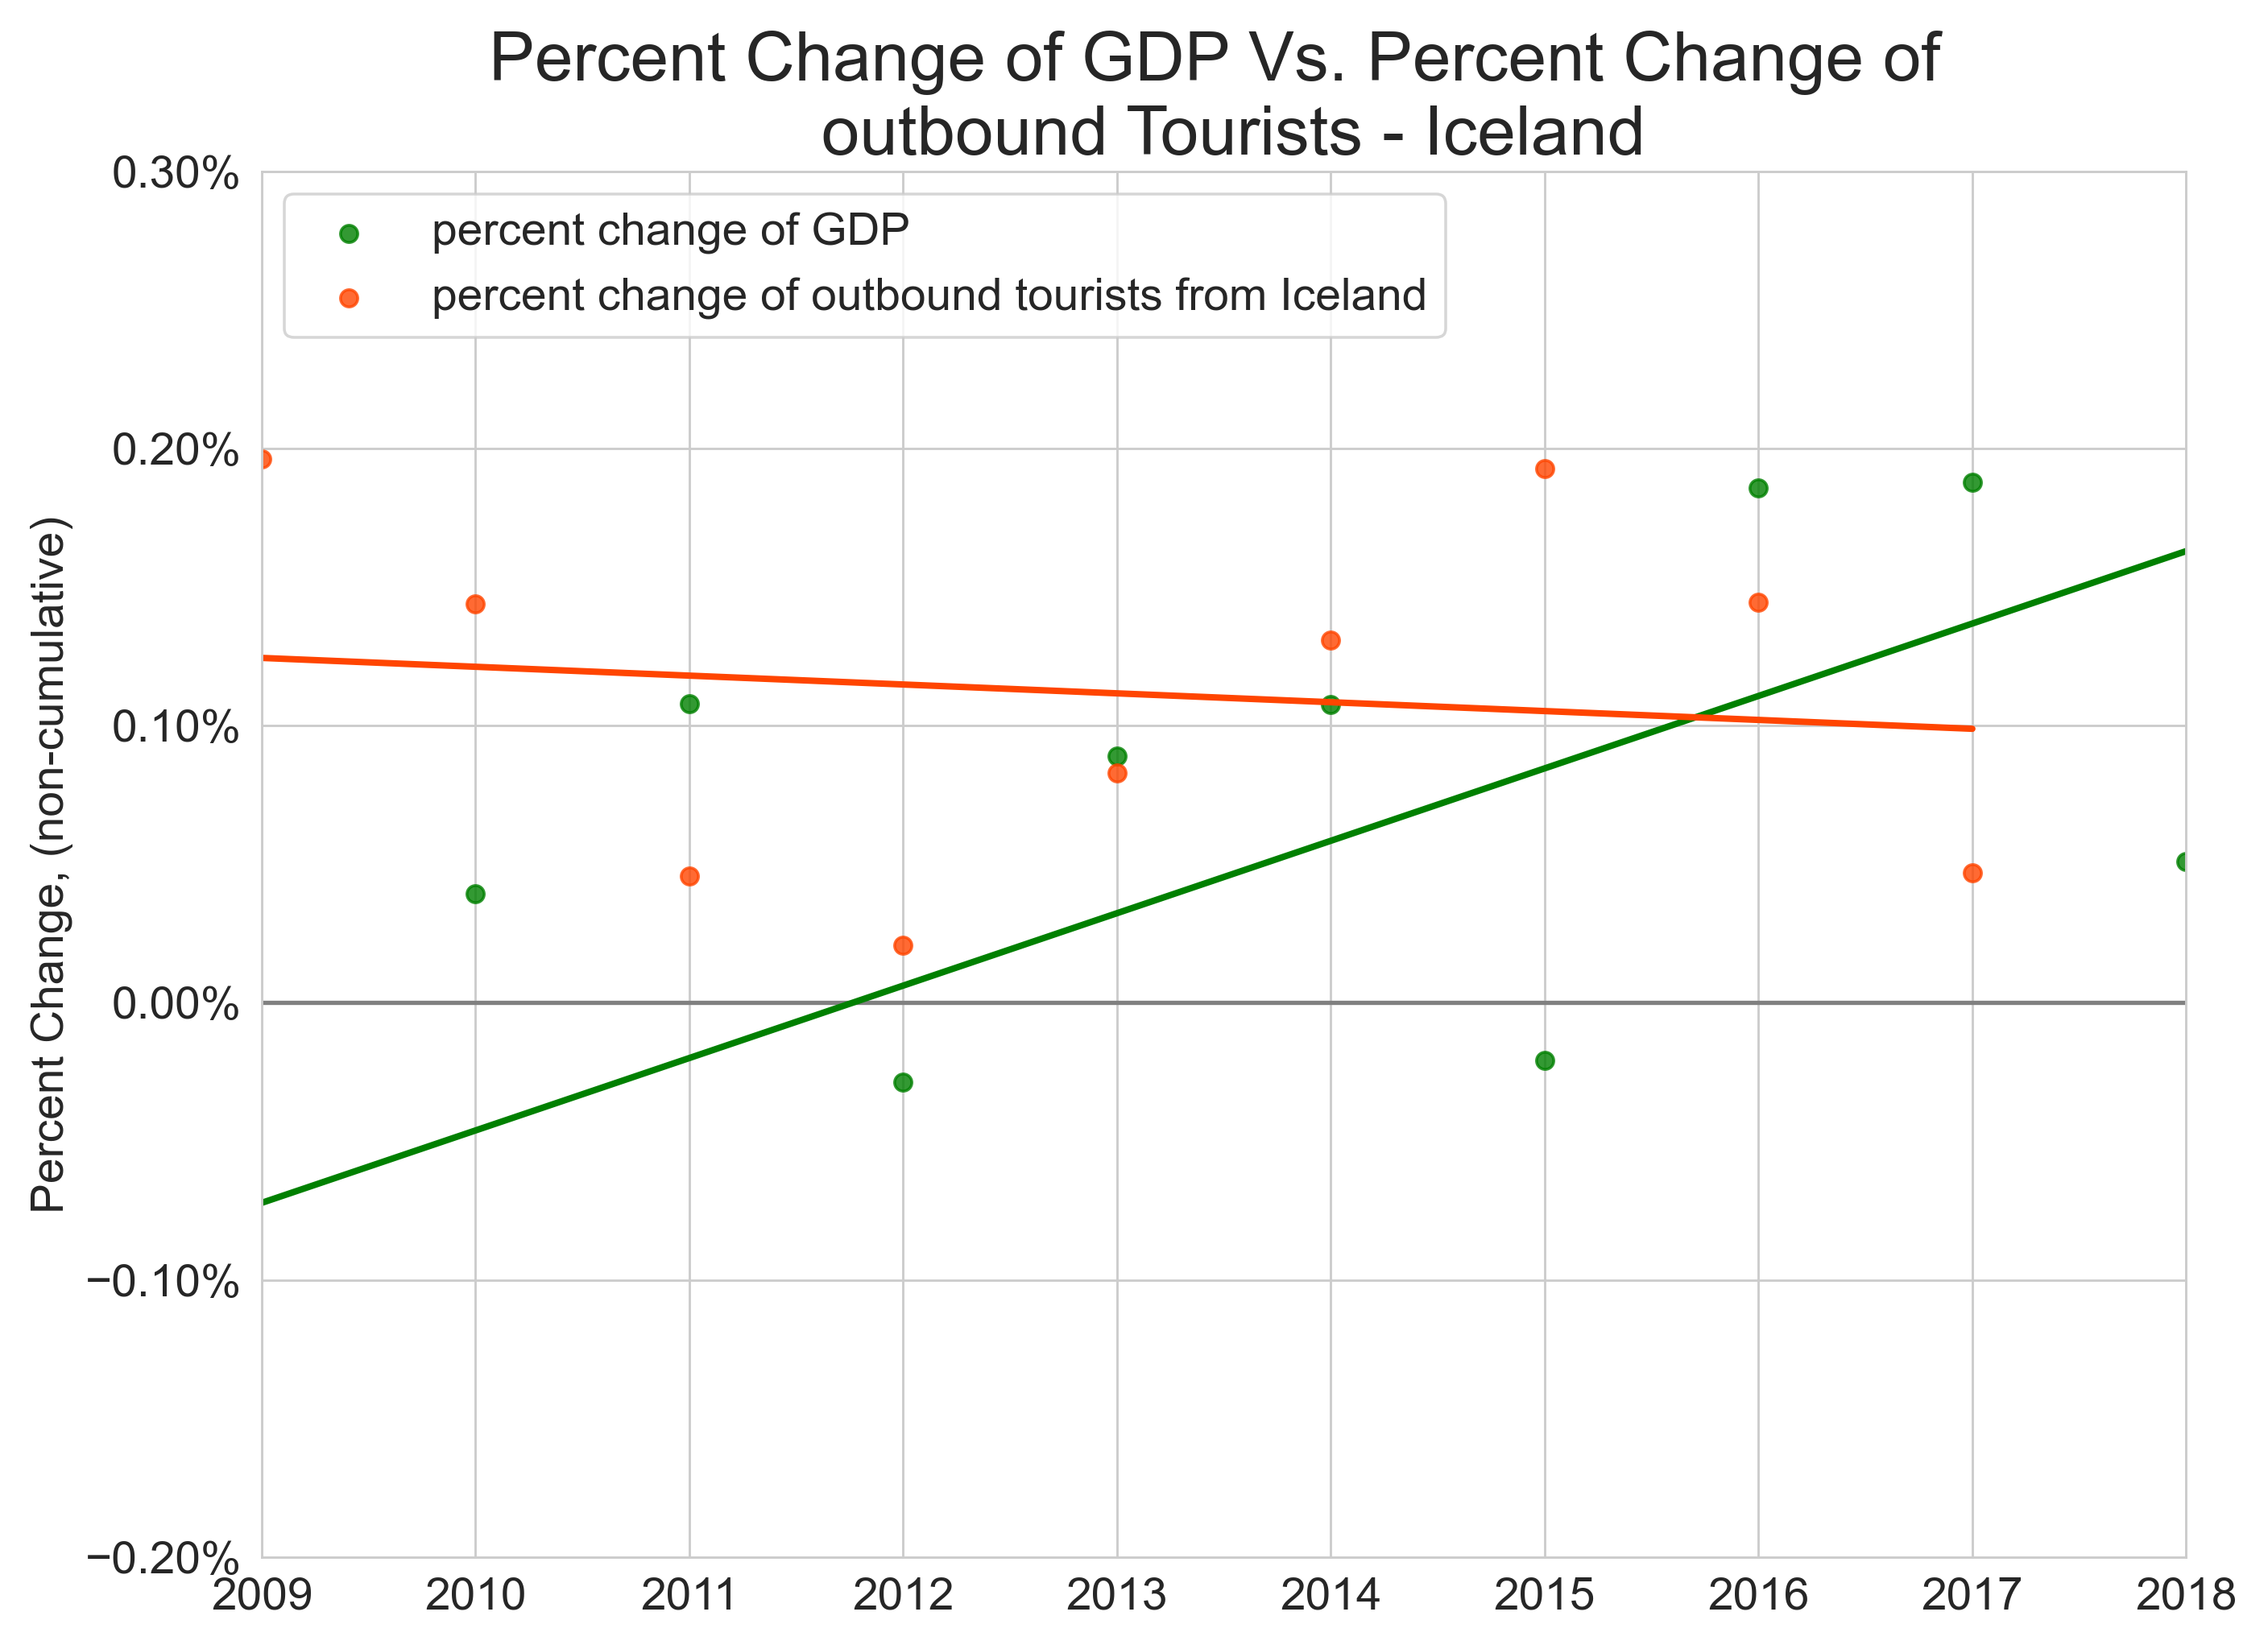 Percent Change of GDP Vs. Percent Change of
outbound Tourists - Iceland
0.30%
percent change of GDP
percent change of outbound tourists from Iceland
0.20%
0.10%
0.00%
−0.10%
−0.20%
Percent Change, (non-cumulative)
2009 2010 2011 2012 2013 2014 2015 2016 2017 2018